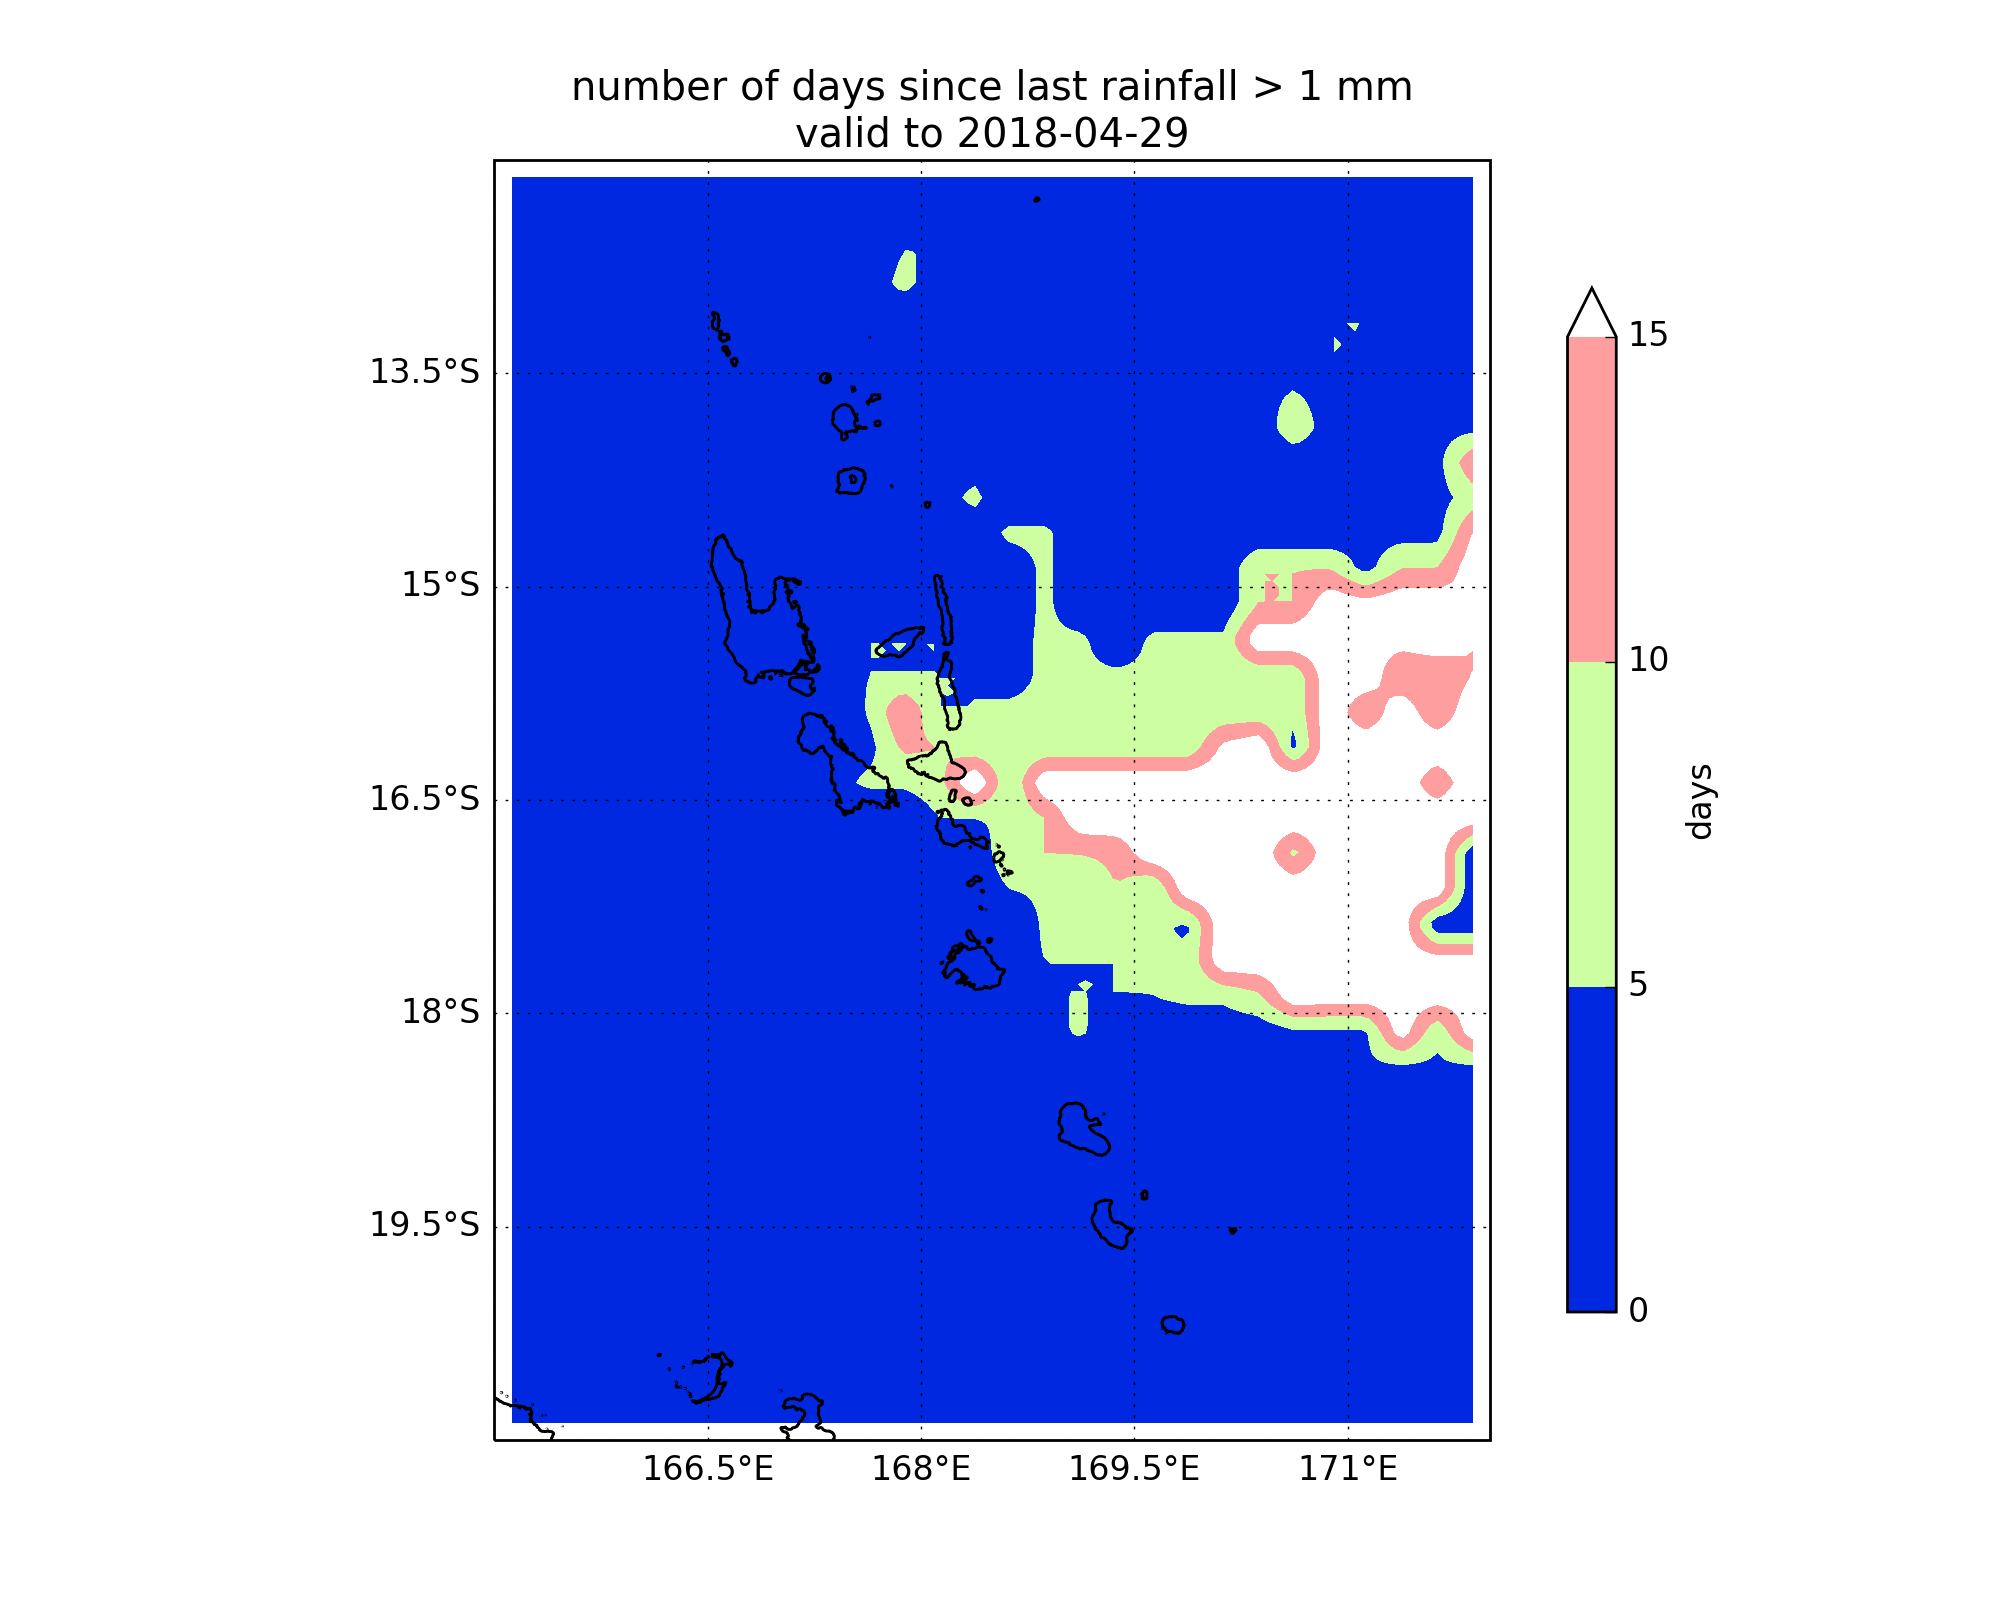 number of days since last rainfall > 1 mm
valid to 2018-04-29
13.5°S
15°S
16.5°S
18°S
19.5°S
166.5°E
168°E
169.5°E
171°E
15
10
5
0
days